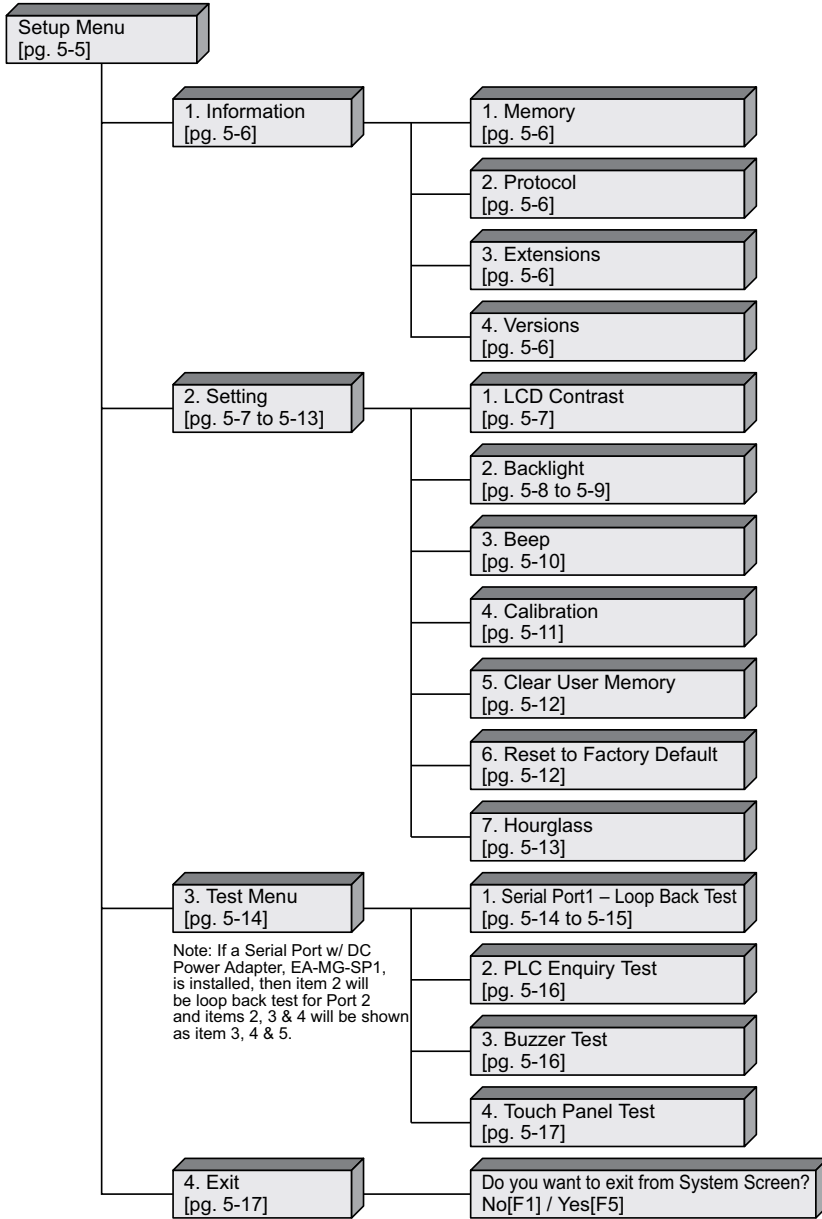 Setup Menu
[pg. 5-5]
1. Information
[pg. 5-6]
1. Memory
[pg. 5-6]
2. Protocol
[pg. 5-6]
3. Extensions
[pg. 5-6]
4. Versions
[pg. 5-6]
2. Setting
[pg. 5-7 to 5-13]
1. LCD Contrast
[pg. 5-7]
2. Backlight
[pg. 5-8 to 5-9]
3. Beep
[pg. 5-10]
4. Calibration
[pg. 5-11]
5. Clear User Memory
[pg. 5-12]
6. Reset to Factory Default
[pg. 5-12]
7. Hourglass
[pg. 5-13]
3. Test Menu
[pg. 5-14]
Note: If a Serial Port w/ DC
Power Adapter, EA-MG-SP1,
is installed, then item 2 will
be loop back test for Port 2
and items 2, 3 & 4 will be shown
as item 3, 4 & 5.
1. Serial Port1 – Loop Back Test
[pg. 5-14 to 5-15]
2. PLC Enquiry Test
[pg. 5-16]
3. Buzzer Test
[pg. 5-16]
4. Touch Panel Test
[pg. 5-17]
4. Exit
[pg. 5-17]
Do you want to exit from System Screen?
No[F1] / Yes[F5]